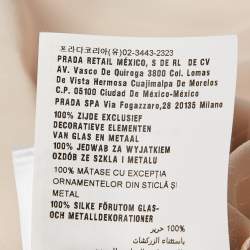 프라다코리아(유) 02-3443-2323
PRADA RETAIL MÉXICO, S DE RL DE CV
AV. Vasco De Quiroga 3800 Col. Lomas
De Vista Hermosa Cuajimalpa De Morelos
C.P. 05100 Ciudad De México-México
PRADA SPA Via Fogazzaro,28 20135 Milano
100% ZIJDE EXCLUSIEF
DECORATIEVE ELEMENTEN
VAN GLAS EN METAAL
100% JEDWAB ZA WYJATKIEM
OZDÓB ZE SZKLA I METALU
100% MĂTASE CU EXCEPTIA
ORNAMENTELOR DIN STICLĂ ȘI
METAL
100% SILKE FÖRUTOM GLAS-
OCH METALLDEKORATIONER
100% حرير
باستثناء الزركشات